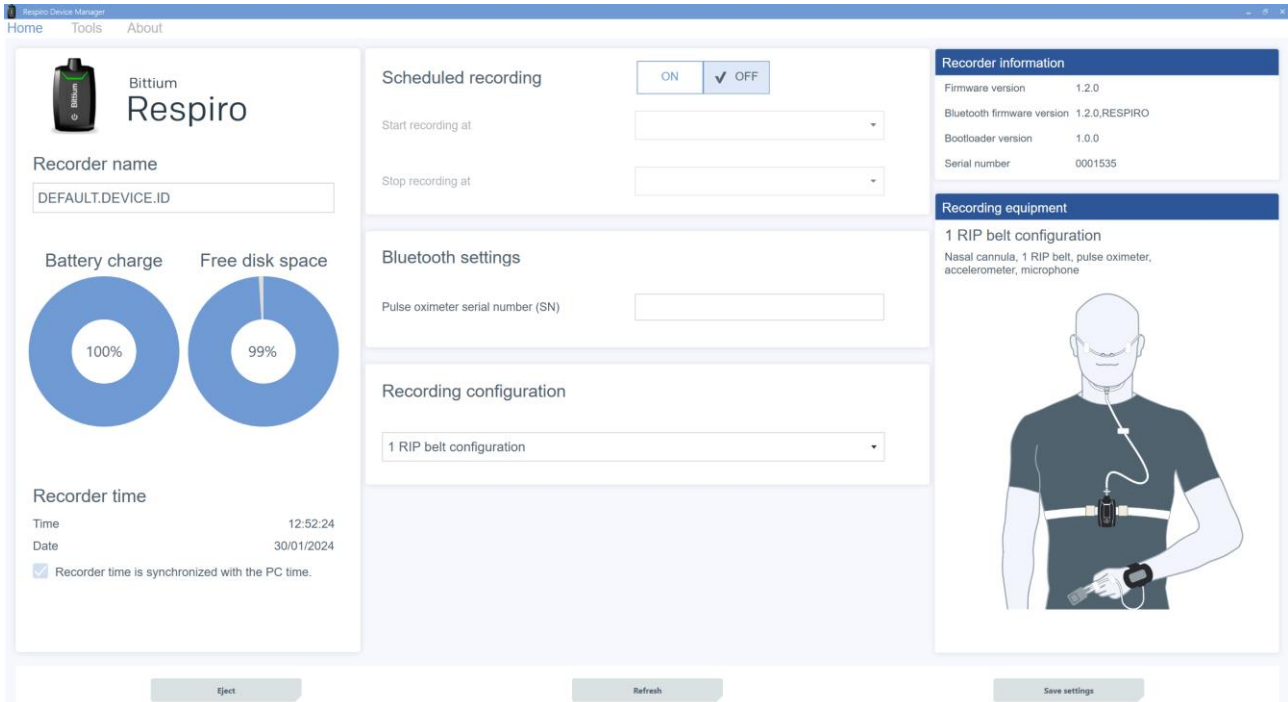 Respiro Device Manager
Home Tools About
Bittium
Bittium
Respiro
Recorder name
DEFAULT.DEVICE.ID
Battery charge Free disk space
100% 99%
Recorder time
Time 12:52:24
Date 30/01/2024
Recorder time is synchronized with the PC time.
Scheduled recording ON OFF
Start recording at
Stop recording at
Bluetooth settings
Pulse oximeter serial number (SN)
Recording configuration
1 RIP belt configuration
Recorder information
Firmware version 1.2.0
Bluetooth firmware version 1.2.0,RESPIRO
Bootloader version 1.0.0
Serial number 0001535
Recording equipment
1 RIP belt configuration
Nasal cannula, 1 RIP belt, pulse oximeter,
accelerometer, microphone
Eject Refresh Save settings